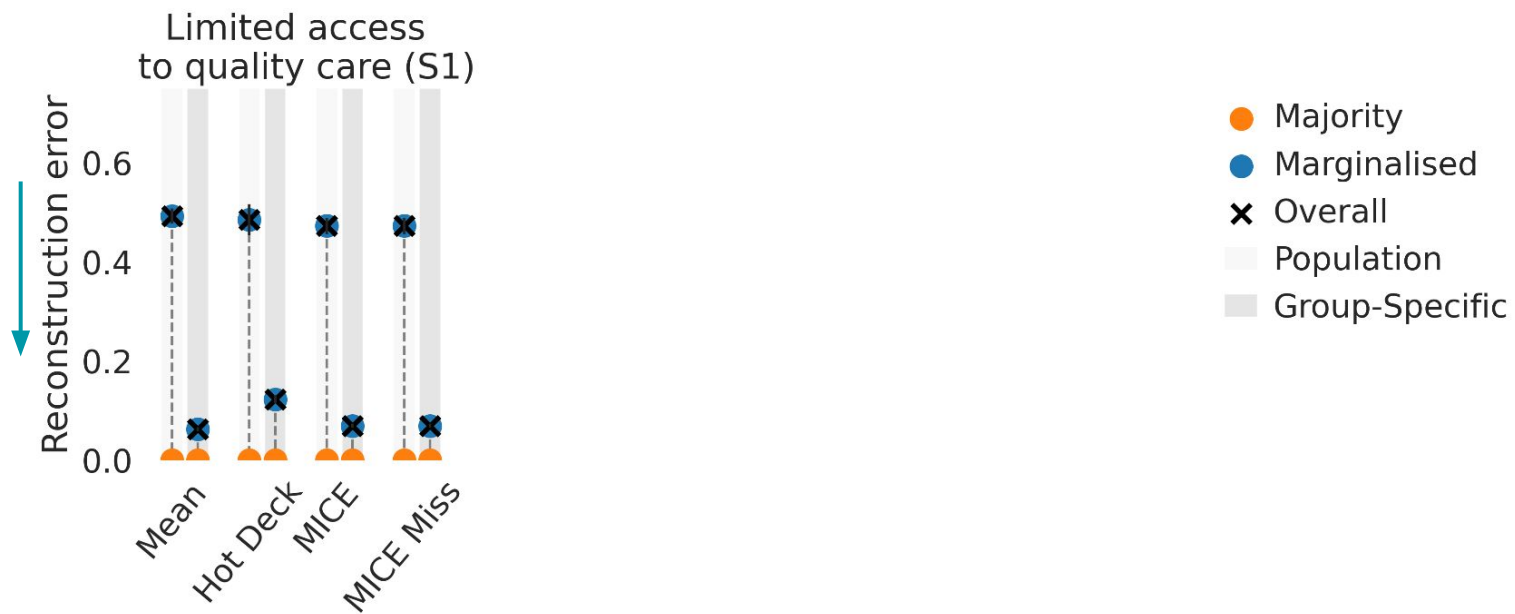 Limited access
to quality care (S1)
Reconstruction error
0.6
0.4
0.2
0.0
Mean
Hot Deck
MICE
MICE Miss
Majority
Marginalised
Overall
Population
Group-Specific